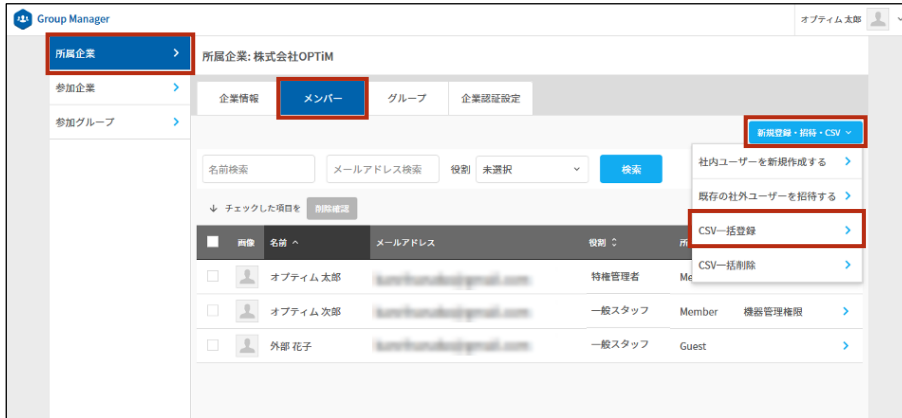 Group Manager
オプティム 太郎
所属企業
参加企業
参加グループ
所属企業: 株式会社OPTiM
企業情報
メンバー
グループ
企業認証設定
新規登録・招待・CSV
社内ユーザーを新規作成する
既存の社外ユーザーを招待する
CSV一括登録
CSV一括削除
名前検索
メールアドレス検索
役割
未選択
検索
チェックした項目を
削除確認
画像 名前 メールアドレス 役割 所
オプティム 太郎 特権管理者 Me
オプティム 次郎 一般スタッフ Member 機器管理権限
外部 花子 一般スタッフ Guest